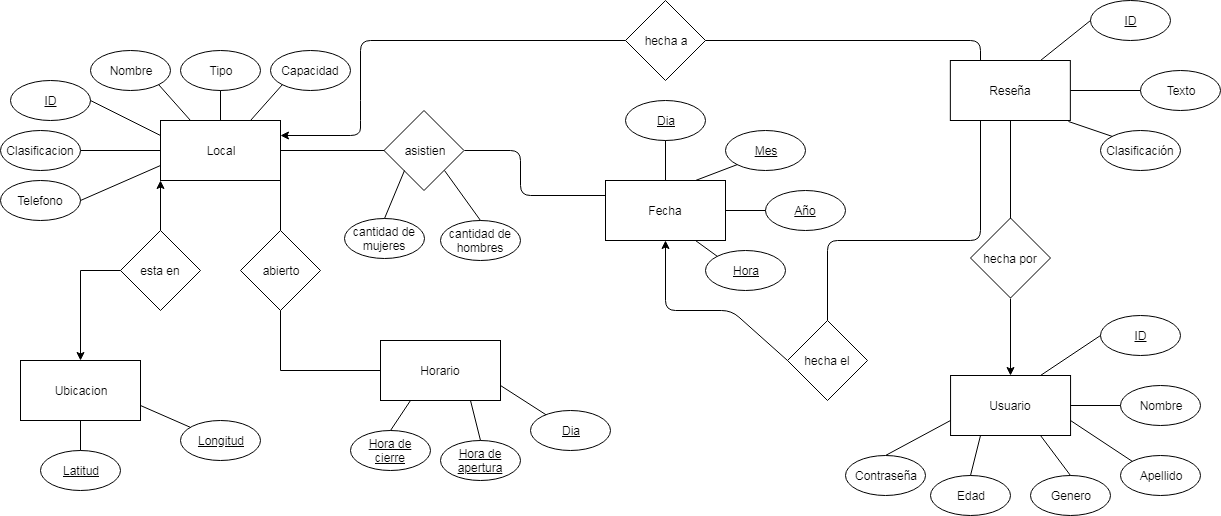 ID
hecha a
Nombre
Tipo
Capacidad
Reseña
Texto
ID
Dia
Clasificacion
Local
asistien
Mes
Clasificación
Telefono
Fecha
Año
cantidad de
mujeres
cantidad de
hombres
esta en
abierto
Hora
hecha por
ID
hecha el
Horario
Ubicacion
Usuario
Nombre
Dia
Longitud
Hora de
cierre
Hora de
apertura
Latitud
Contraseña
Apellido
Edad
Genero